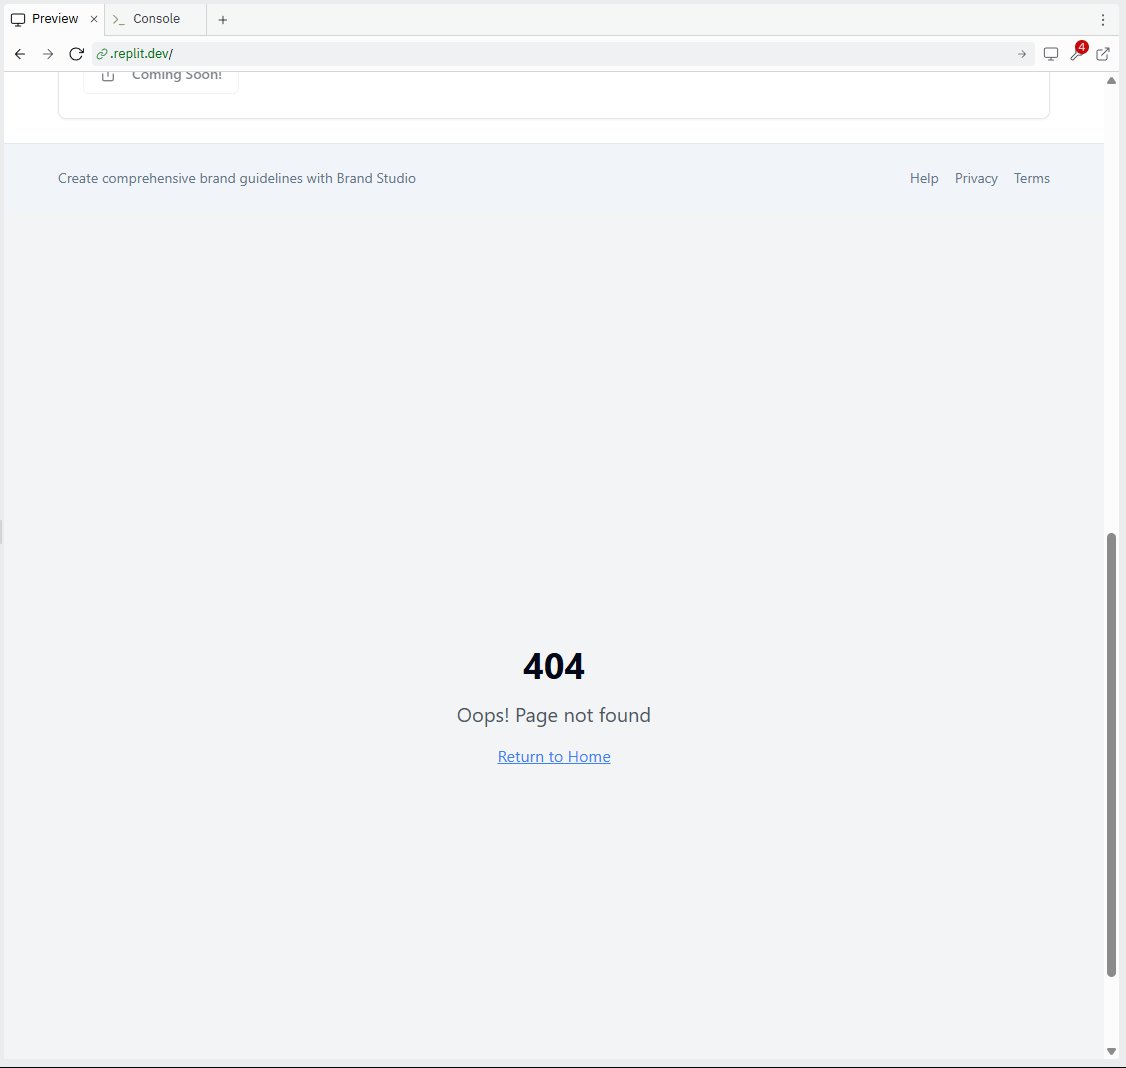 Preview
Console
.replit.dev/
4
Coming Soon!
Create comprehensive brand guidelines with Brand Studio
Help Privacy Terms
404
Oops! Page not found
Return to Home